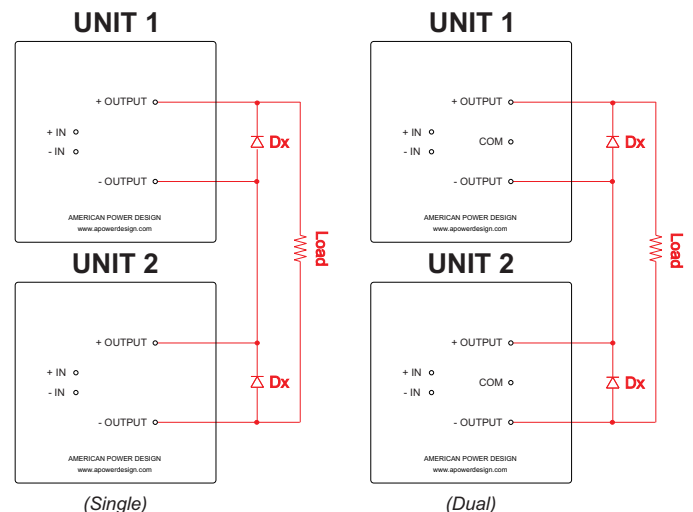 UNIT 1
+ OUTPUT
Dx
+ IN
- IN
- OUTPUT
AMERICAN POWER DESIGN
www.apowerdesign.com
Load
UNIT 2
+ OUTPUT
+ IN
Dx
- IN
- OUTPUT
AMERICAN POWER DESIGN
www.apowerdesign.com
(Single)
UNIT 1
+ OUTPUT
+ IN
COM
Dx
- IN
- OUTPUT
AMERICAN POWER DESIGN
www.apowerdesign.com
Load
UNIT 2
+ OUTPUT
+ IN
COM
Dx
- IN
- OUTPUT
AMERICAN POWER DESIGN
www.apowerdesign.com
(Dual)